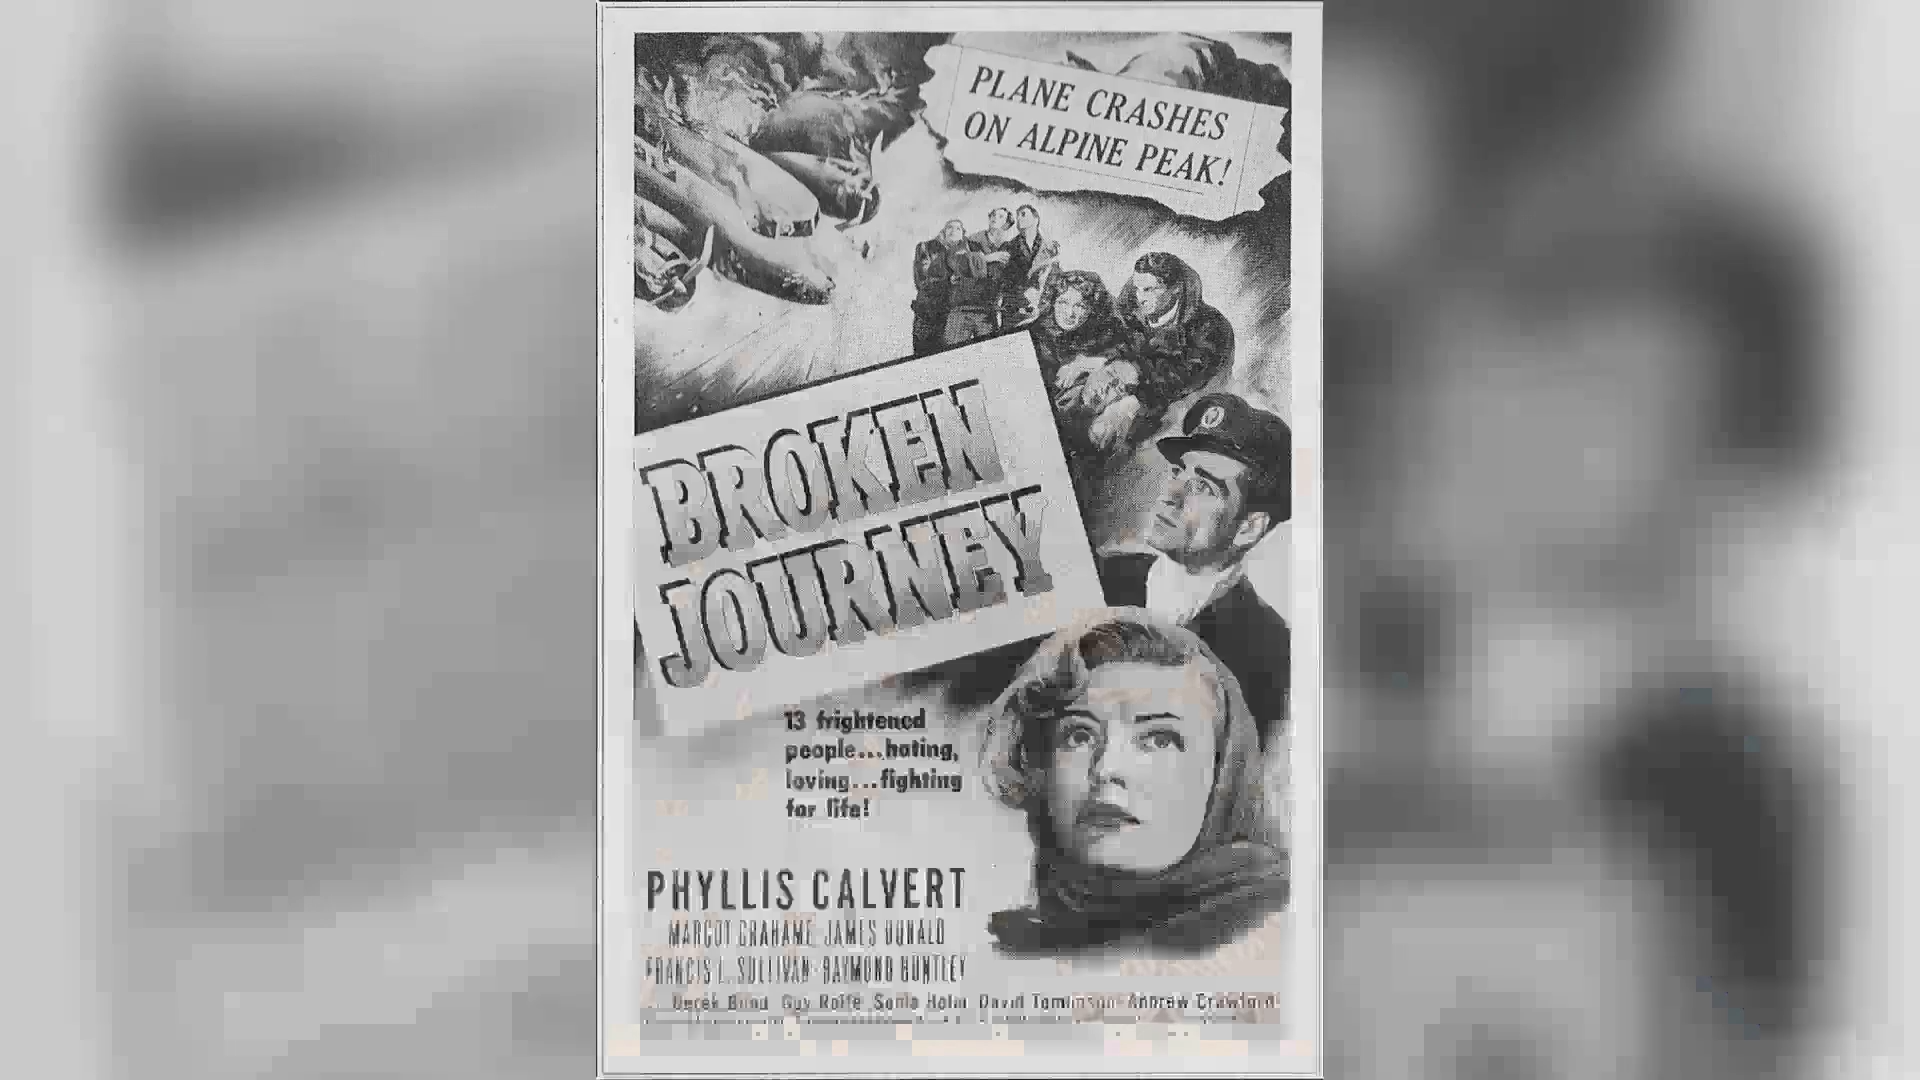 PLANE CRASHES
ON ALPINE PEAK!
BROKEN
JOURNEY
13 frightened
people...hating,
loving...fighting
for life!
PHYLLIS CALVERT
MARGOT GRAHAME JAMES DONALD
FRANCIS L. SULLIVAN · RAYMOND HUNTLEY
Derek Bond Guy Rolfe Sonia Holm David Tomlinson Andrew Crawford